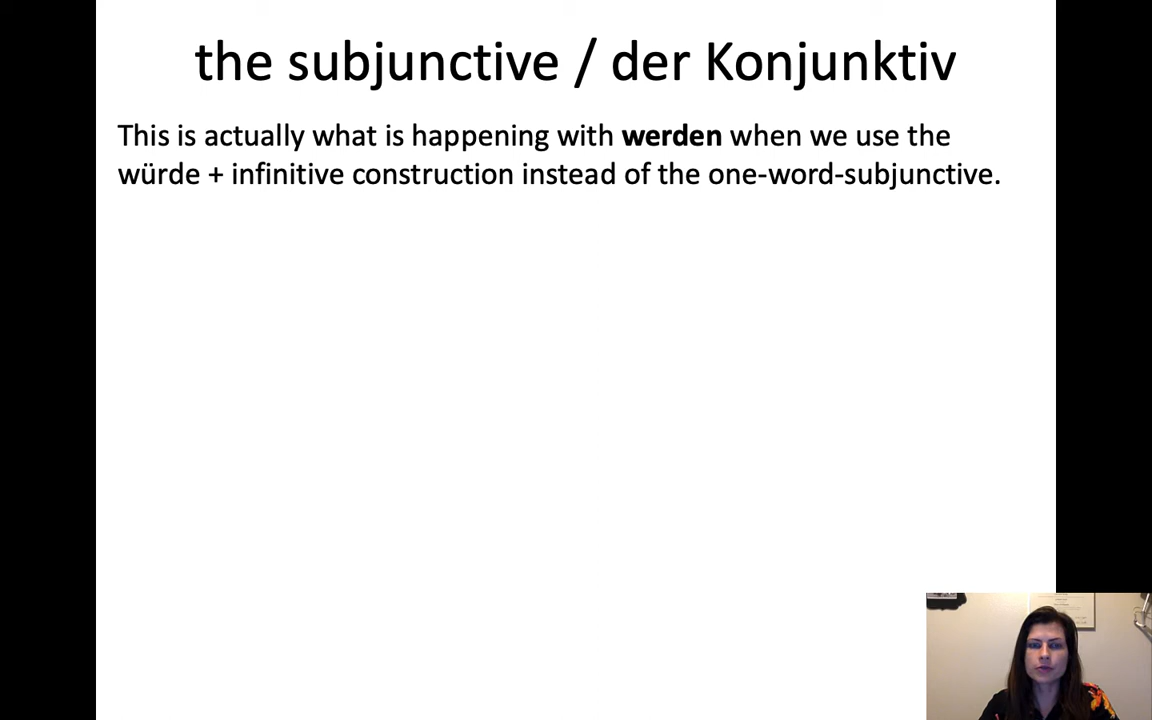 the subjunctive / der Konjunktiv
This is actually what is happening with werden when we use the
würde + infinitive construction instead of the one-word-subjunctive.